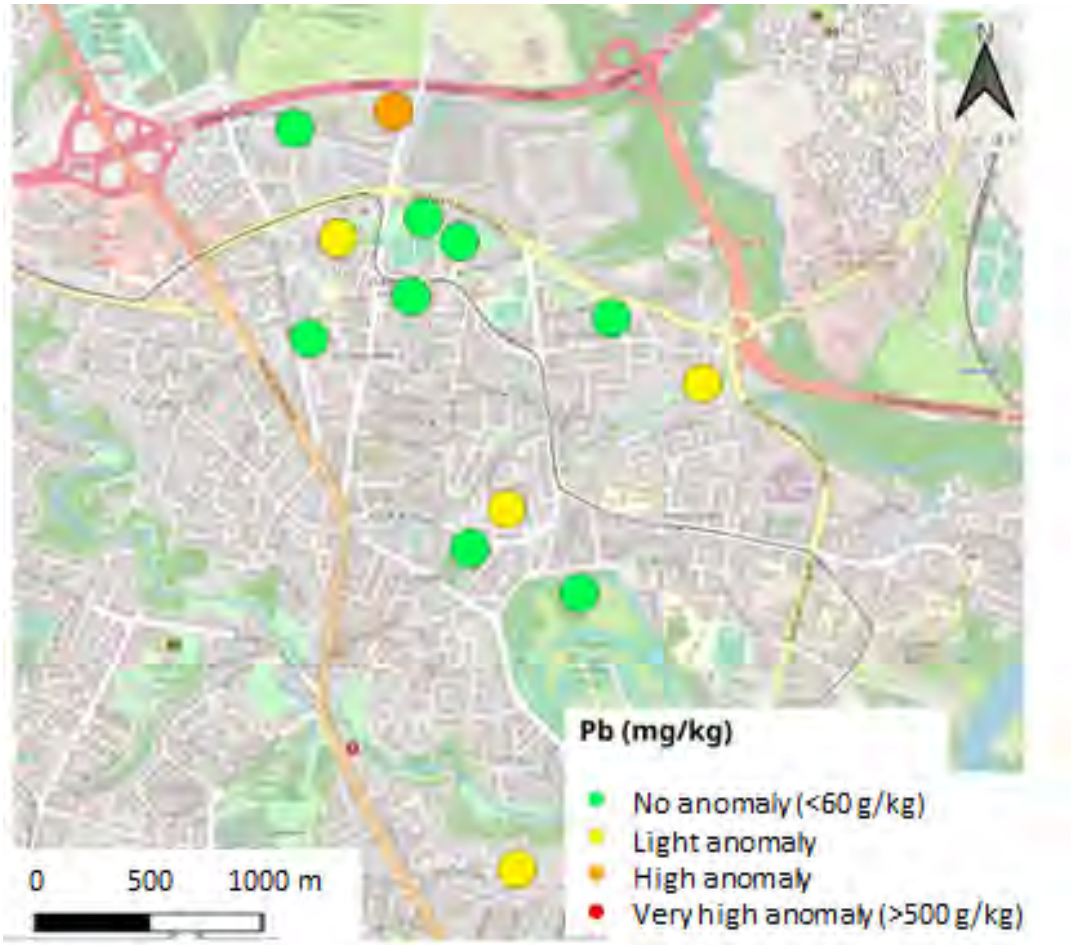 N
Pb (mg/kg)
No anomaly (<60 g/kg)
Light anomaly
High anomaly
Very high anomaly (>500 g/kg)
0 500 1000 m